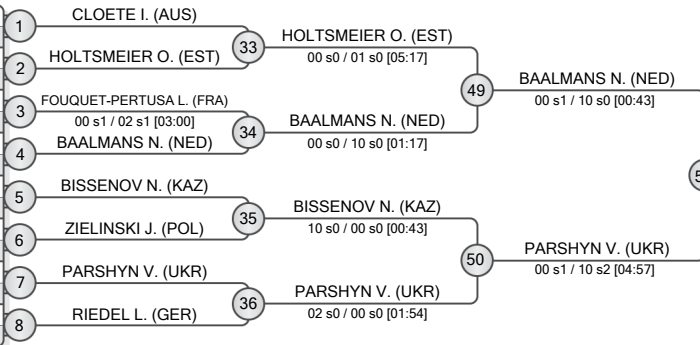 1
CLOETE I. (AUS)
2
HOLTSMEIER O. (EST)
33
HOLTSMEIER O. (EST)
00 s0 / 01 s0 [05:17]
3
FOUQUET-PERTUSA L. (FRA)
00 s1 / 02 s1 [03:00]
4
BAALMANS N. (NED)
34
BAALMANS N. (NED)
00 s0 / 10 s0 [01:17]
49
BAALMANS N. (NED)
00 s1 / 10 s0 [00:43]
5
BISSENOV N. (KAZ)
6
ZIELINSKI J. (POL)
35
BISSENOV N. (KAZ)
10 s0 / 00 s0 [00:43]
7
PARSHYN V. (UKR)
8
RIEDEL L. (GER)
36
PARSHYN V. (UKR)
02 s0 / 00 s0 [01:54]
50
PARSHYN V. (UKR)
00 s1 / 10 s2 [04:57]